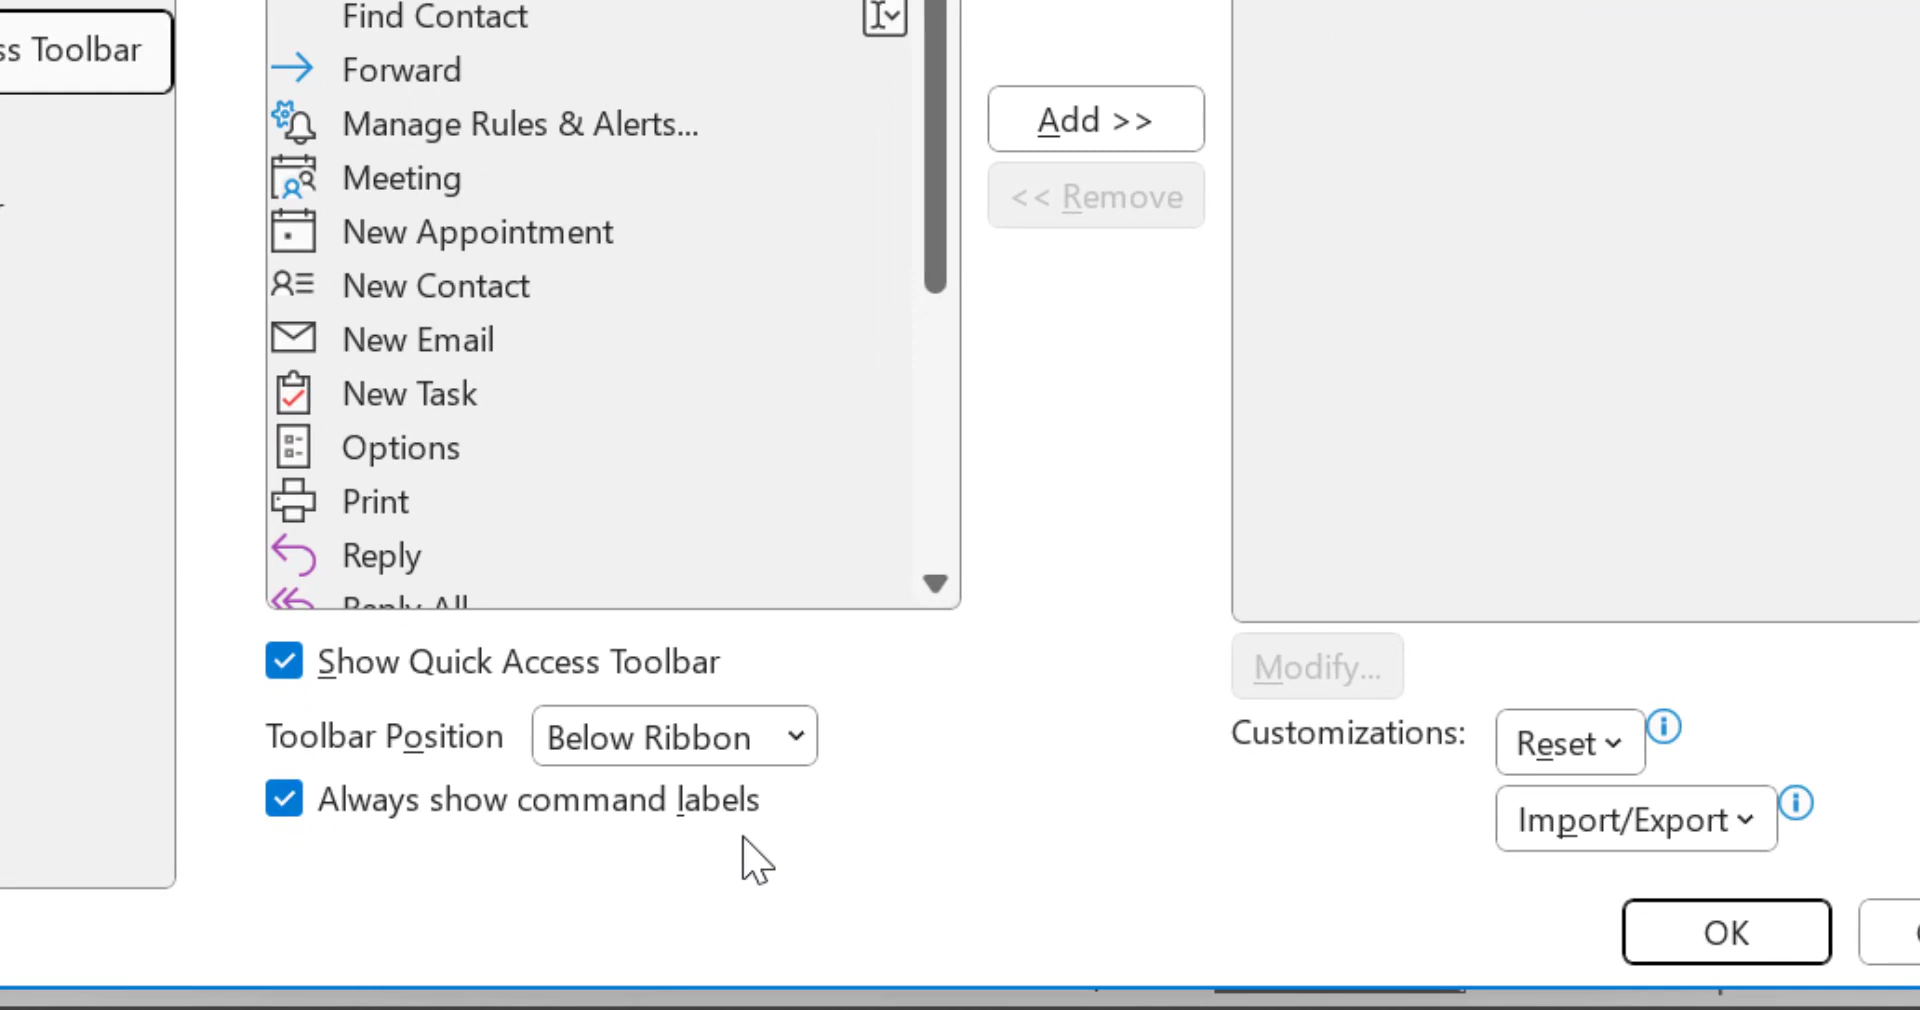 ss Toolbar
Find Contact
Forward
Manage Rules & Alerts...
Meeting
New Appointment
New Contact
New Email
New Task
Options
Print
Reply
Reply All
Add >>
<< Remove
Show Quick Access Toolbar
Toolbar Position
Below Ribbon
Always show command labels
Modify...
Customizations:
Reset
Import/Export
OK